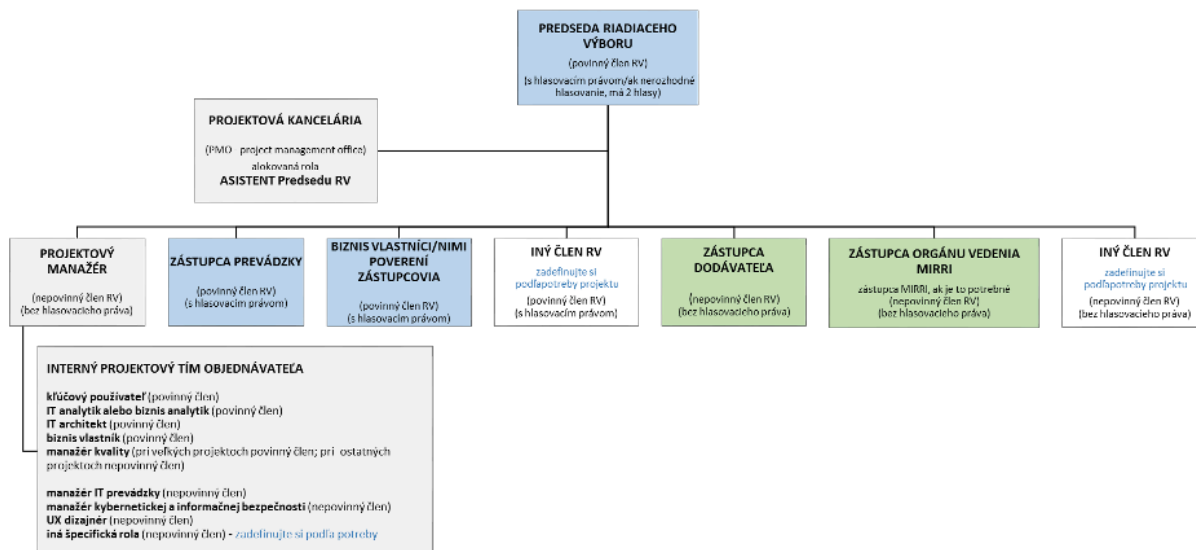 PREDSEDA RIADIACEHO
VÝBORU
(povinný člen RV)
(s hlasovacím právom/ak nerozhodné
hlasovanie, má 2 hlasy)
PROJEKTOVÁ KANCELÁRIA
(PMO project management office)
alokovaná rola
ASISTENT Predsedu RV
PROJEKTOVÝ
MANAŽÉR
(nepovinný člen RV)
(bez hlasovacieho práva)
ZÁSTUPCA PREVÁDZKY
(povinný člen RV)
(s hlasovacím právom)
BIZNIS VLASTNÍCI/NIMI
POVERENÍ
ZÁSTUPCOVIA
(povinný člen RV)
(s hlasovacím právom)
INÝ ČLEN RV
zadefinujte si
podľapotreby projektu
(povinný člen RV)
(s hlasovacím právom)
ZÁSTUPCA
DODÁVATEĽA
(nepovinný člen RV)
(bez hlasovacieho práva)
ZÁSTUPCA ORGÁNU VEDENIA
MIRRI
zástupca MIRRI, ak je to potrebné
(nepovinný člen RV)
(bez hlasovacieho práva)
INÝ ČLEN RV
zadefinujte si
podľapotreby projektu
(nepovinný člen RV)
(bez hlasovacieho práva)
INTERNÝ PROJEKTOVÝ TÍM OBJEDNÁVATEĽA
kľúčový používateľ (povinný člen)
IT analytik alebo biznis analytik (povinný člen)
IT architekt (povinný člen)
biznis vlastník (povinný člen)
manažér kvality (pri veľkých projektoch povinný člen; pri ostatných
projektoch nepovinný člen)
manažér IT prevádzky (nepovinný člen)
manažér kybernetickej a informačnej bezpečnosti (nepovinný člen)
UX dizajnér (nepovinný člen)
iná špecifická rola (nepovinný člen) - zadefinujte si podľa potreby